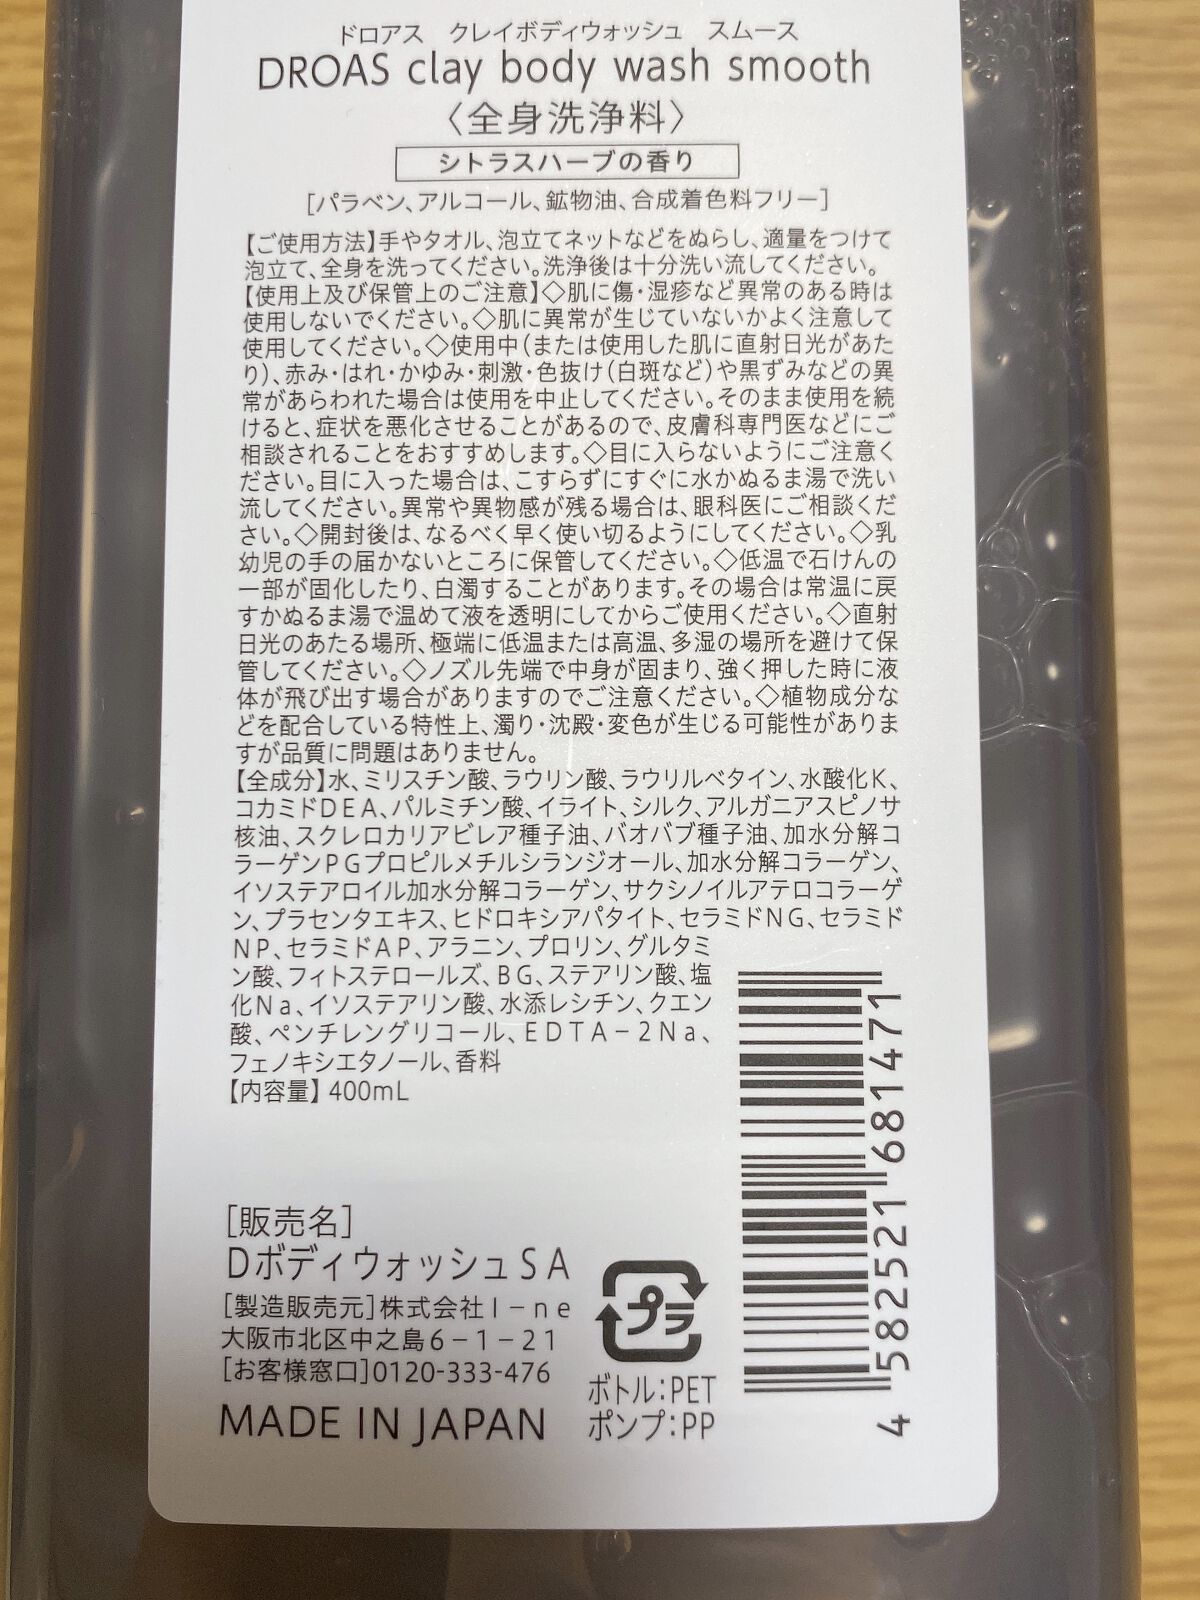 ドロアス　クレイボディウォッシュ　スムース
DROAS clay body wash smooth
〈全身洗浄料〉
シトラスハーブの香り
[パラベン、アルコール、鉱物油、合成着色料フリー]
【ご使用方法】手やタオル、泡立てネットなどをぬらし、適量をつけて
泡立て、全身を洗ってください。洗浄後は十分洗い流してください。
【使用上及び保管上のご注意】◇肌に傷・湿疹など異常のある時は
使用しないでください。◇肌に異常が生じていないかよく注意して
使用してください。◇使用中（または使用した肌に直射日光があた
り）、赤み・はれ・かゆみ・刺激・色抜け（白斑など）や黒ずみなどの異
常があらわれた場合は使用を中止してください。そのまま使用を続
けると、症状を悪化させることがあるので、皮膚科専門医などにご
相談されることをおすすめします。◇目に入らないようにご注意く
ださい。目に入った場合は、こすらずにすぐに水かぬるま湯で洗い
流してください。異常や異物感が残る場合は、眼科医にご相談くだ
さい。◇開封後は、なるべく早く使い切るようにしてください。◇乳
幼児の手の届かないところに保管してください。◇低温で石けんの
一部が固化したり、白濁することがあります。その場合は常温に戻
すかぬるま湯で温めて液を透明にしてからご使用ください。◇直射
日光のあたる場所、極端に低温または高温、多湿の場所を避けて保
管してください。◇ノズル先端で中身が固まり、強く押した時に液
体が飛び出す場合がありますのでご注意ください。◇植物成分な
どを配合している特性上、濁り・沈殿・変色が生じる可能性がありま
すが品質に問題はありません。
【全成分】水、ミリスチン酸、ラウリン酸、ラウリルベタイン、水酸化K、
コカミドDEA、パルミチン酸、イライト、シルク、アルガニアスピノサ
核油、スクレロカリアビレア種子油、バオバブ種子油、加水分解コ
ラーゲンPGプロピルメチルシランジオール、加水分解コラーゲン、
イソステアロイル加水分解コラーゲン、サクシノイルアテロコラーゲ
ン、プラセンタエキス、ヒドロキシアパタイト、セラミドNG、セラミド
NP、セラミドAP、アラニン、プロリン、グルタミ
ン酸、フィトステロールズ、BG、ステアリン酸、塩
化Na、イソステアリン酸、水添レシチン、クエン
酸、ペンチレングリコール、EDTA－2Na、
フェノキシエタノール、香料
【内容量】400mL
[販売名]
DボディウォッシュSA
[製造販売元]株式会社I－ne
大阪市北区中之島6－1－21
[お客様窓口]0120-333-476
MADE IN JAPAN
プラ
ボトル：PET
ポンプ：PP
4 582521 681471